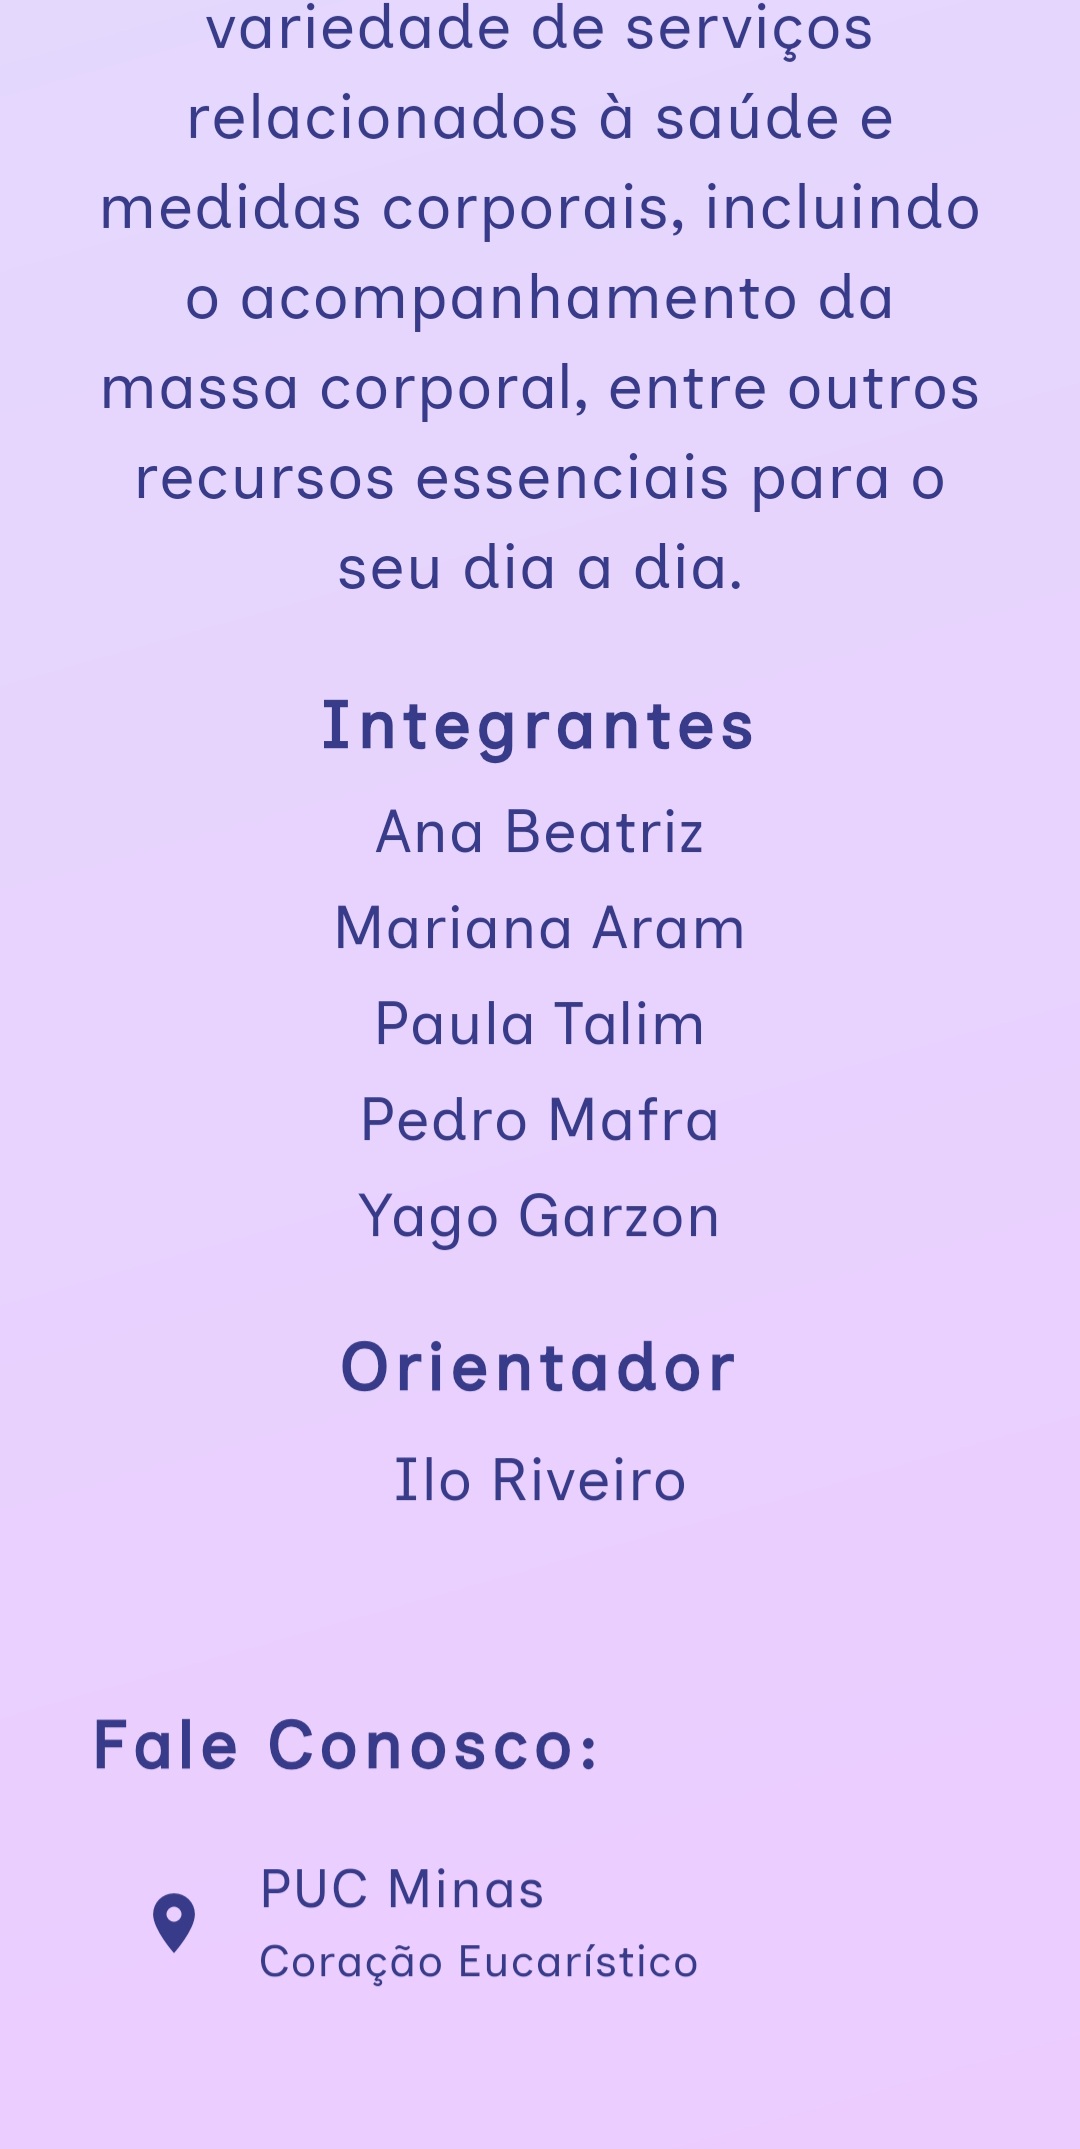 variedade de serviços
relacionados à saúde e
medidas corporais, incluindo
o acompanhamento da
massa corporal, entre outros
recursos essenciais para o
seu dia a dia.
Integrantes
Ana Beatriz
Mariana Aram
Paula Talim
Pedro Mafra
Yago Garzon
Orientador
Ilo Riveiro
Fale Conosco:
PUC Minas
Coração Eucarístico